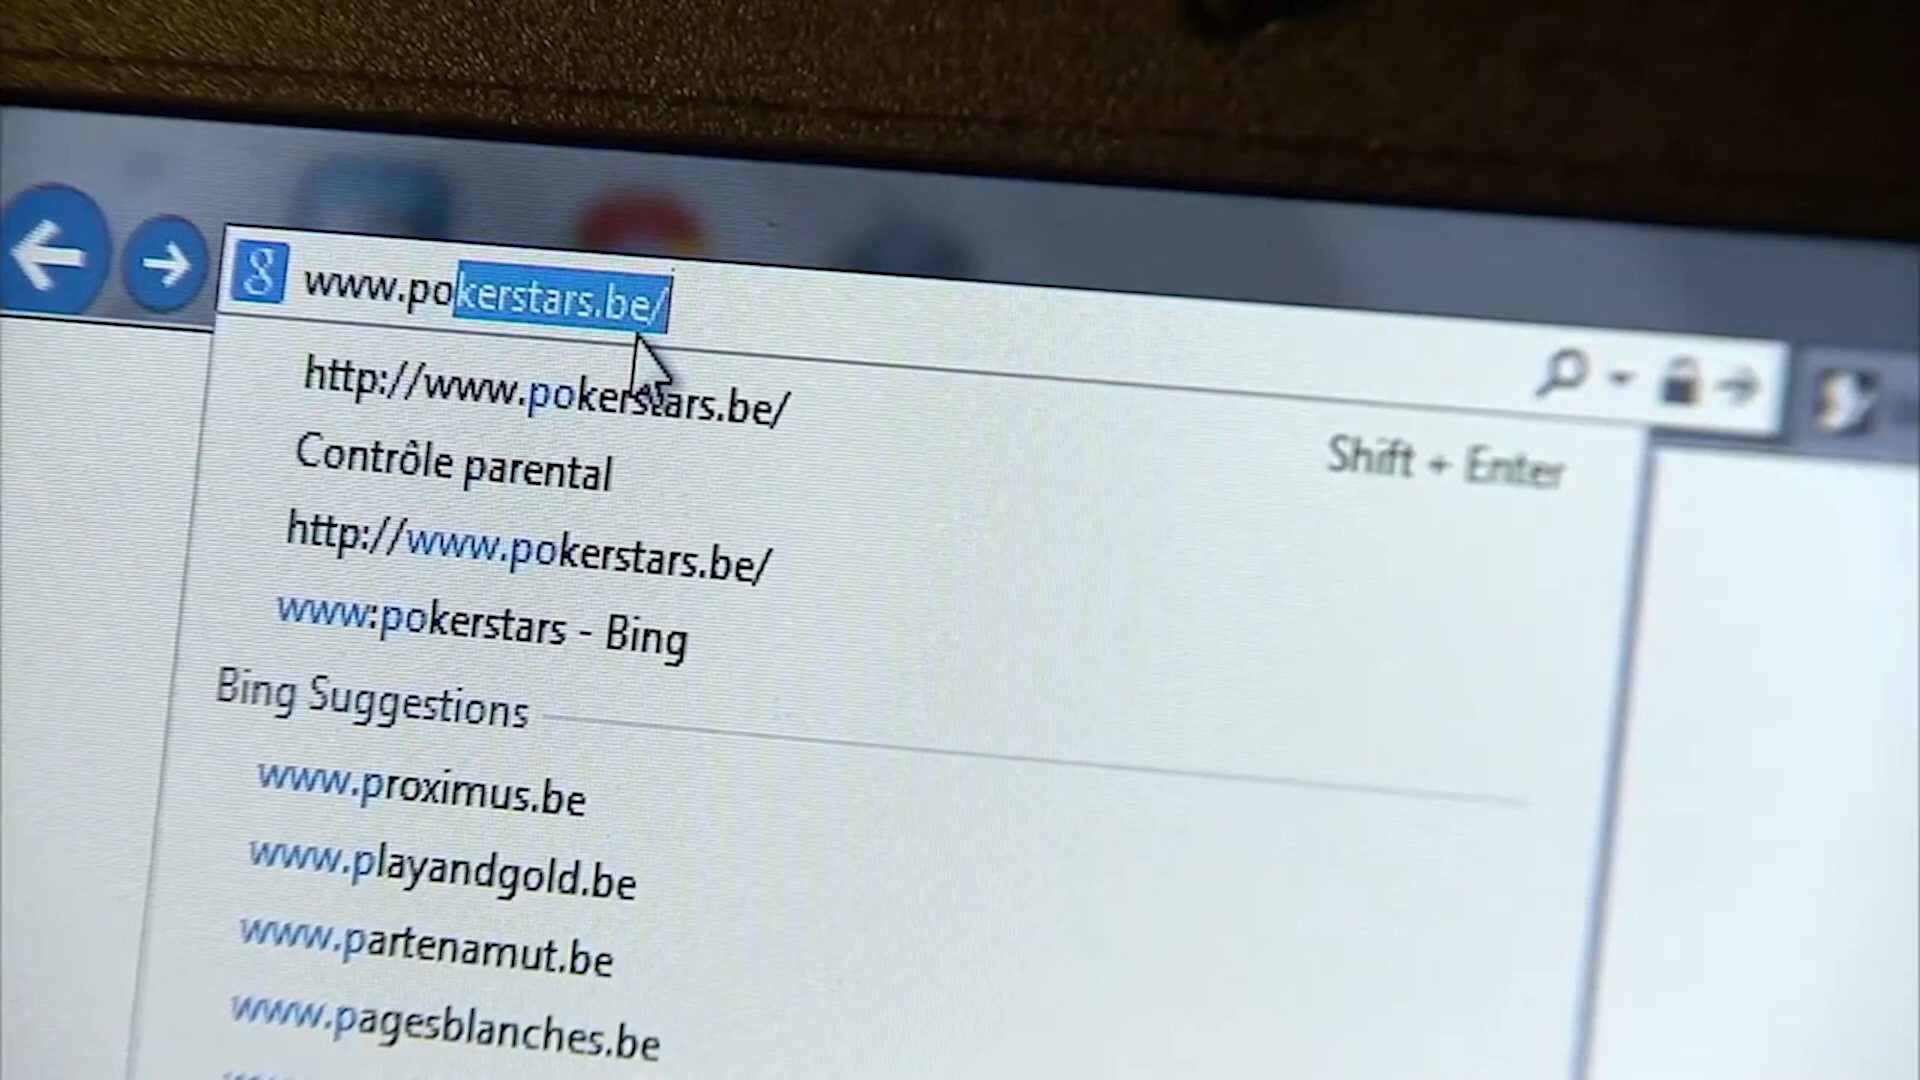 www.pokerstars.be/
http://www.pokerstars.be/
Shift + Enter
Contrôle parental
http://www.pokerstars.be/
www:pokerstars - Bing
Bing Suggestions
www.proximus.be
www.playandgold.be
www.partenamut.be
www.pagesblanches.be